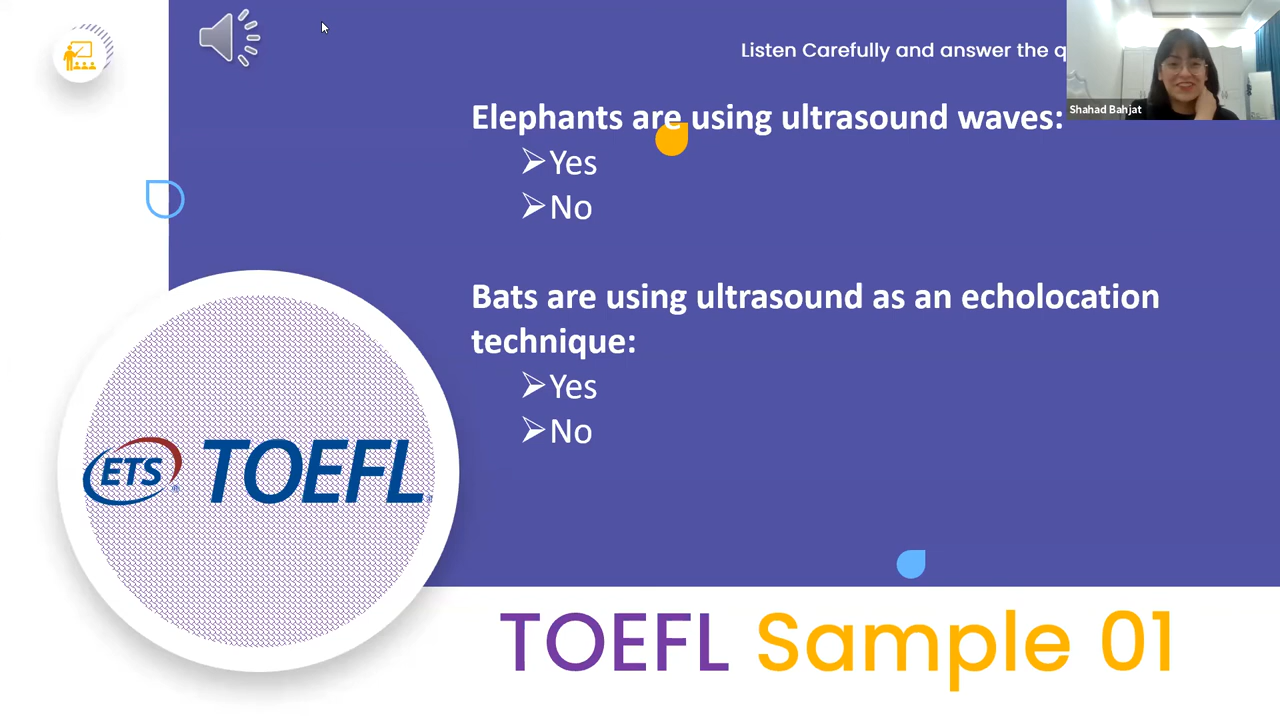 Listen Carefully and answer the q
Shahad Bahjat
Elephants are using ultrasound waves:
➢Yes
➢No
Bats are using ultrasound as an echolocation
technique:
➢Yes
➢No
ETS TOEFL
TOEFL Sample 01